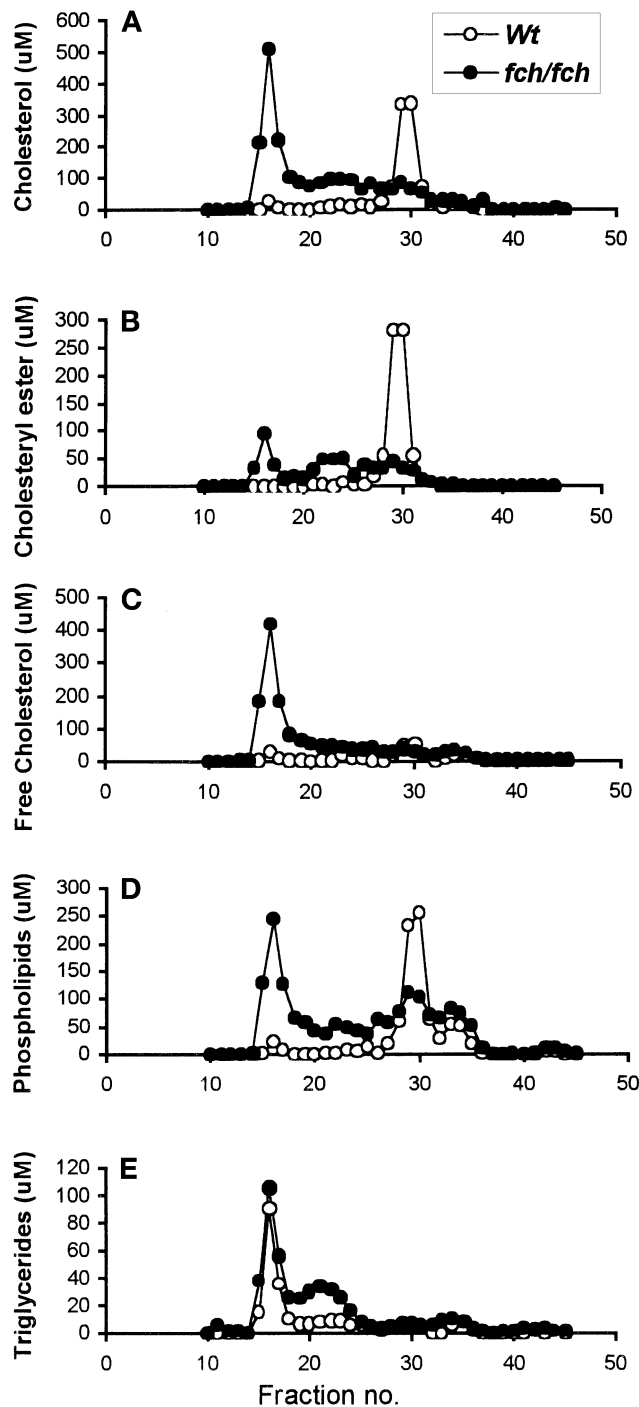 A
Wt
fch/fch
Cholesterol (uM)
600
500
400
300
200
100
0
0 10 20 30 40 50
B
Cholesteryl ester (uM)
300
250
200
150
100
50
0
0 10 20 30 40 50
C
Free Cholesterol (uM)
500
400
300
200
100
0
0 10 20 30 40 50
D
Phospholipids (uM)
300
250
200
150
100
50
0
0 10 20 30 40 50
E
Triglycerides (uM)
120
100
80
60
40
20
0
0 10 20 30 40 50
Fraction no.